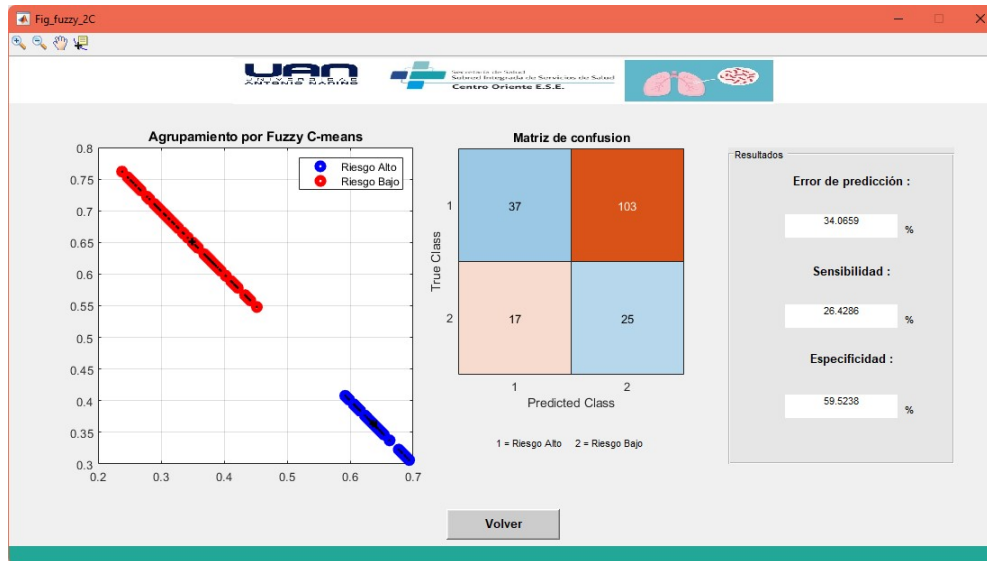 Fig_fuzzy_2C
UAN
UNIVERSIDAD
ANTONIO NARIÑO
Secretaría de Salud
Subred Integrada de Servicios de Salud
Centro Oriente E.S.E.
Agrupamiento por Fuzzy C-means
0.8
0.75
0.7
0.65
0.6
0.55
0.5
0.45
0.4
0.35
0.3
0.2
0.3
0.4
0.5
0.6
0.7
Riesgo Alto
Riesgo Bajo
Matriz de confusion
True Class
1
37
103
2
17
25
1
2
Predicted Class
1 = Riesgo Alto 2 = Riesgo Bajo
Resultados
Error de predicción :
34.0659
%
Sensibilidad :
26.4286
%
Especificidad :
59.5238
%
Volver